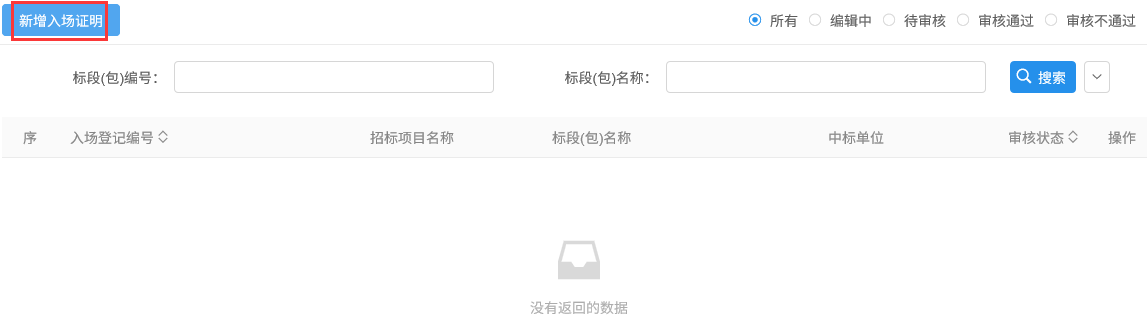 新增入场证明 所有 编辑中 待审核 审核通过 审核不通过
标段(包)编号： 标段(包)名称： 搜索
序 入场登记编号 招标项目名称 标段(包)名称 中标单位 审核状态 操作
没有返回的数据